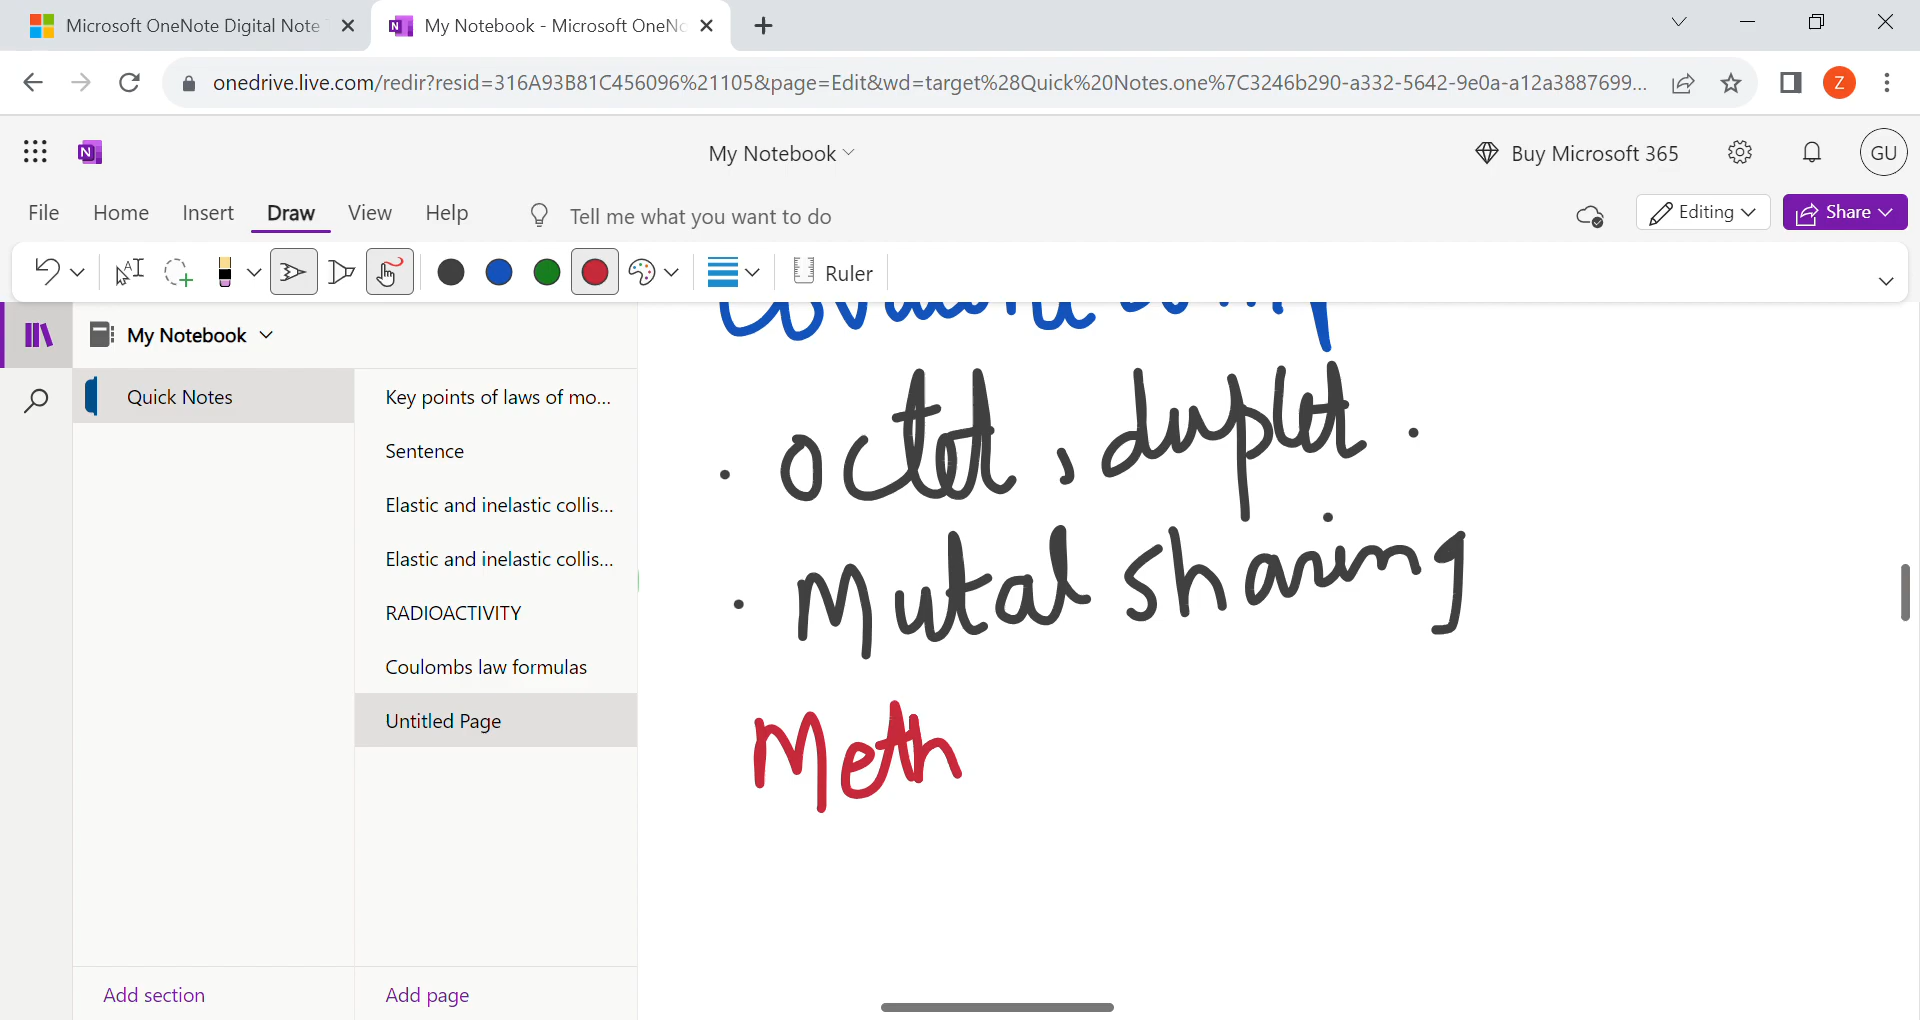 Microsoft OneNote Digital Note
My Notebook - Microsoft OneNo
onedrive.live.com/redir?resid=316A93B81C456096%21105&page=Edit&wd=target%28Quick%20Notes.one%7C3246b290-a332-5642-9e0a-a12a3887699...
Z
N
My Notebook
Buy Microsoft 365
GU
File Home Insert Draw View Help Tell me what you want to do
Editing
Share
Ruler
My Notebook
Quick Notes
Key points of laws of mo...
Sentence
Elastic and inelastic collis...
Elastic and inelastic collis...
RADIOACTIVITY
Coulombs law formulas
Untitled Page
Add section
Add page
. octet, duplet.
. Mutal sharing
Meth